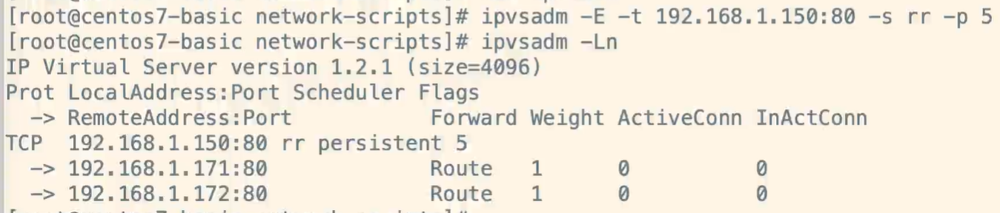 [root@centos7-basic network-scripts]# ipvsadm -E -t 192.168.1.150:80 -s rr -p 5
[root@centos7-basic network-scripts]# ipvsadm -Ln
IP Virtual Server version 1.2.1 (size=4096)
Prot LocalAddress:Port Scheduler Flags
  -> RemoteAddress:Port           Forward Weight ActiveConn InActConn
TCP  192.168.1.150:80 rr persistent 5
  -> 192.168.1.171:80             Route   1      0          0
  -> 192.168.1.172:80             Route   1      0          0